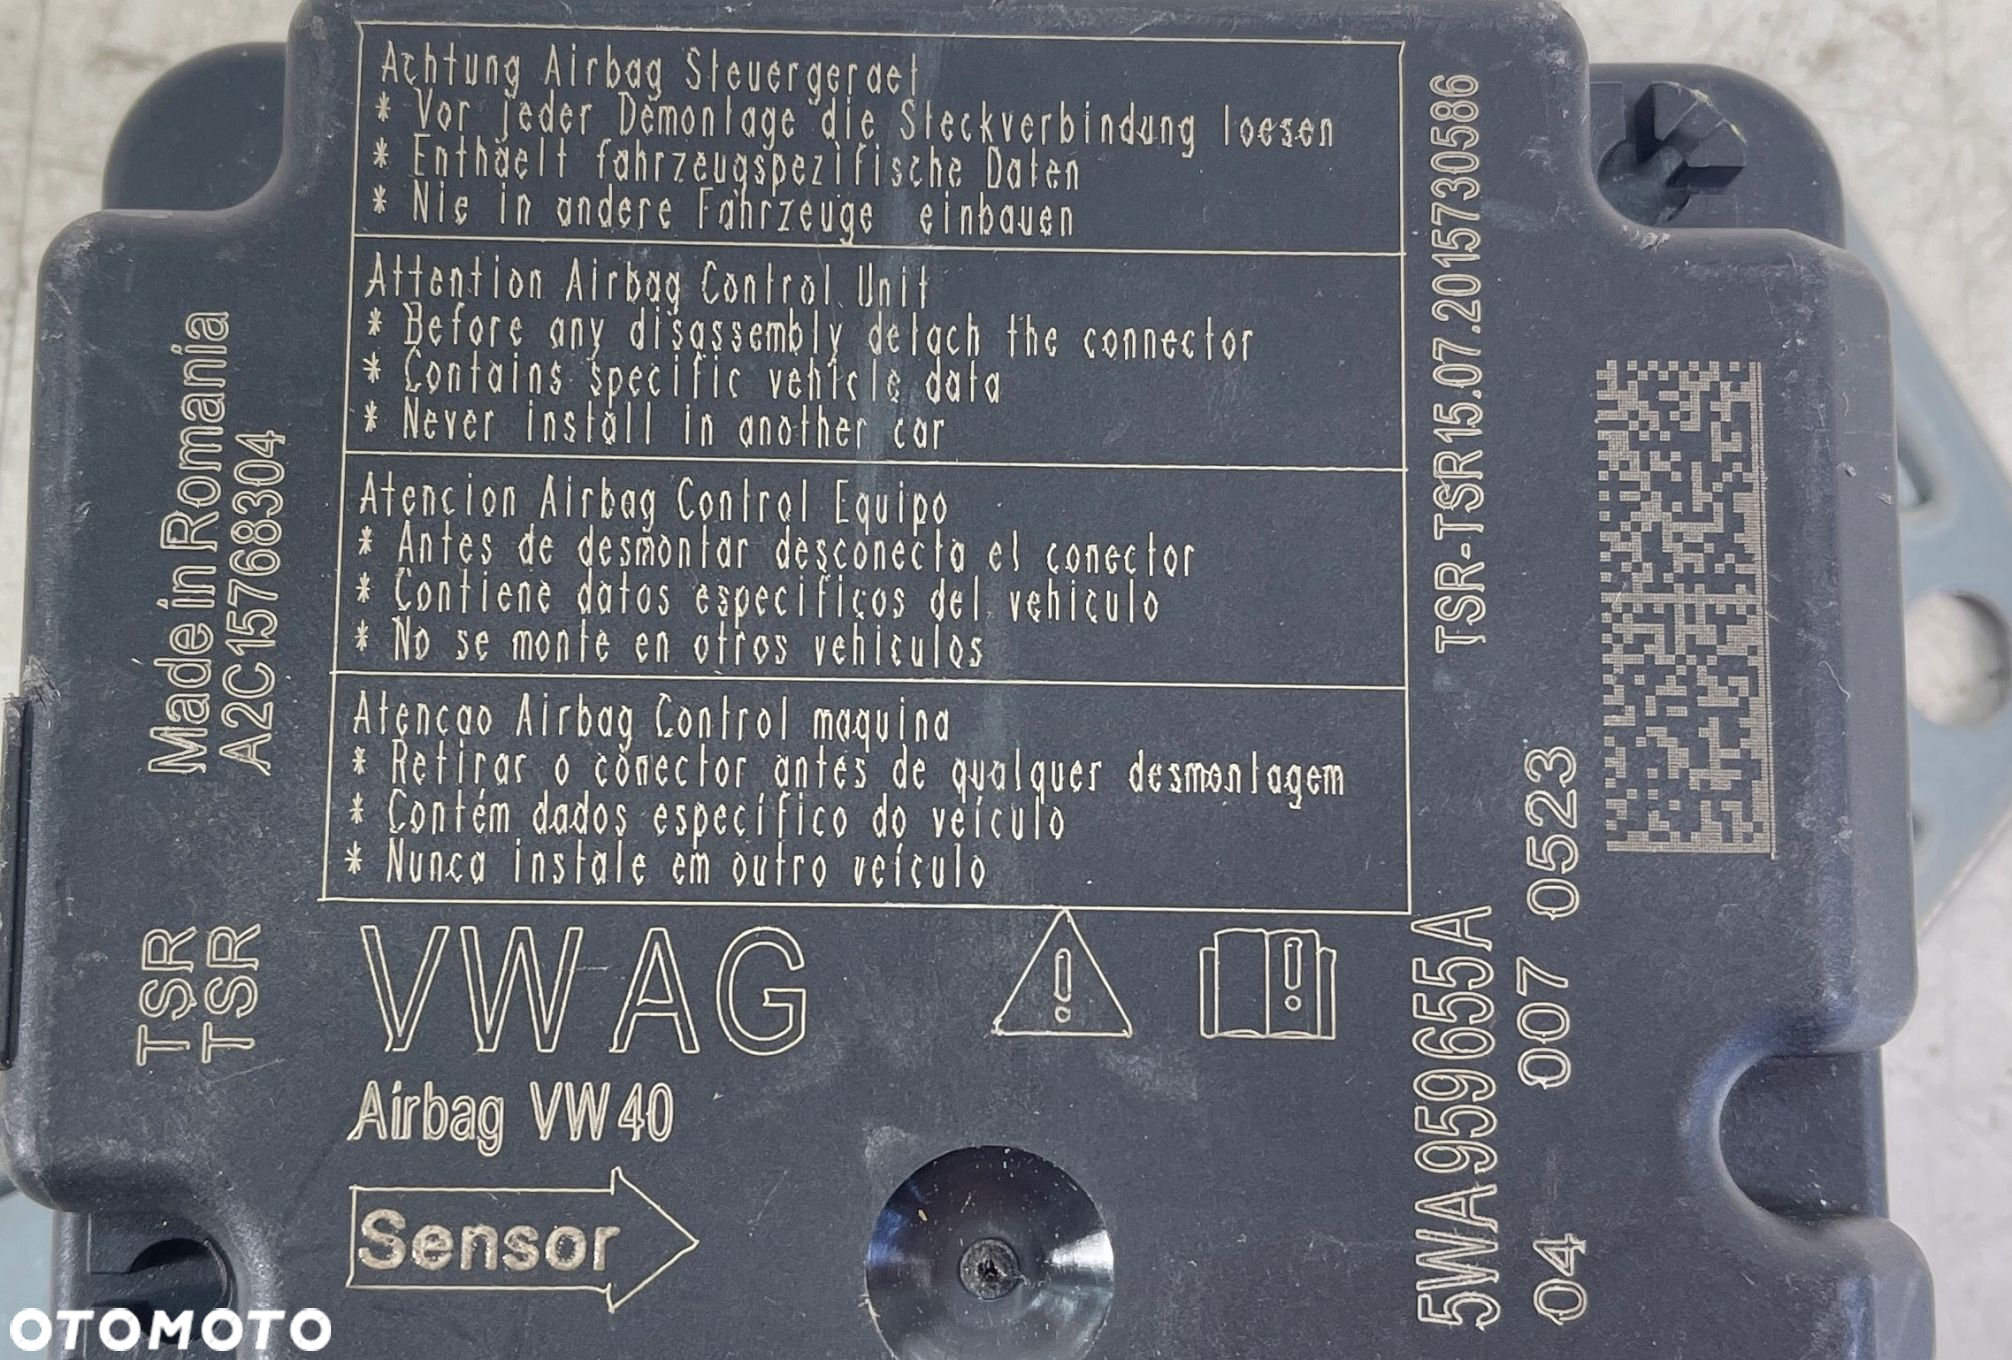 Achtung Airbag Steuergeraet
* Vor jeder Demontage die Steckverbindung loesen
* Enthaelt fahrzeugspezifische Daten
* Nie in andere Fahrzeuge einbauen
Attention Airbag Control Unit
* Before any disassembly detach the connector
* Contains specific vehicle data
* Never install in another car
Atencion Airbag Control Equipo
* Antes de desmontar desconecta el conector
* Contiene datos especificos del vehiculo
* No se monte en otros vehiculos
Atencao Airbag Control maquina
* Retirar o conector antes de qualquer desmontagem
* Contém dados específico do veículo
* Nunca instale em outro veículo
Made in Romania
A2C15768304
TSR
TSR
VW AG
Airbag VW40
Sensor
TSR-TSR15.07.2015730586
5WA959655A
04 007 0523
OTOMOTO